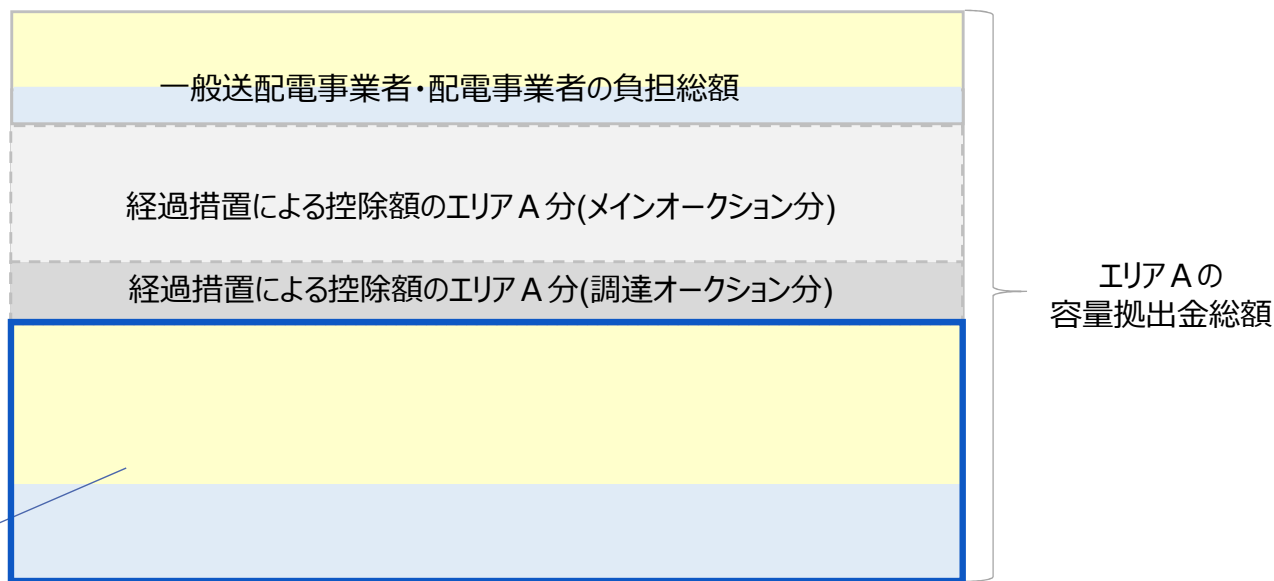 一般送配電事業者・配電事業者の負担総額
経過措置による控除額のエリアA分(メインオークション分)
経過措置による控除額のエリアA分(調達オークション分)
エリアAの
容量拠出金総額